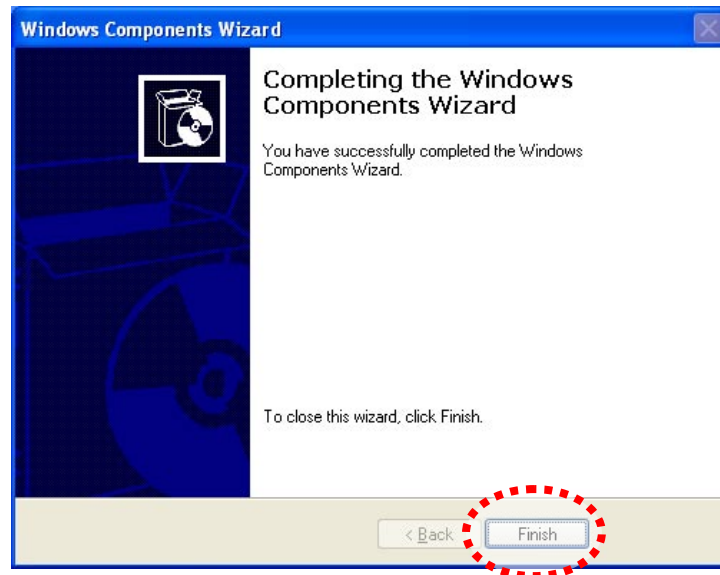 Windows Components Wizard
Completing the Windows
Components Wizard
You have successfully completed the Windows
Components Wizard.
To close this wizard, click Finish.
< Back
Finish